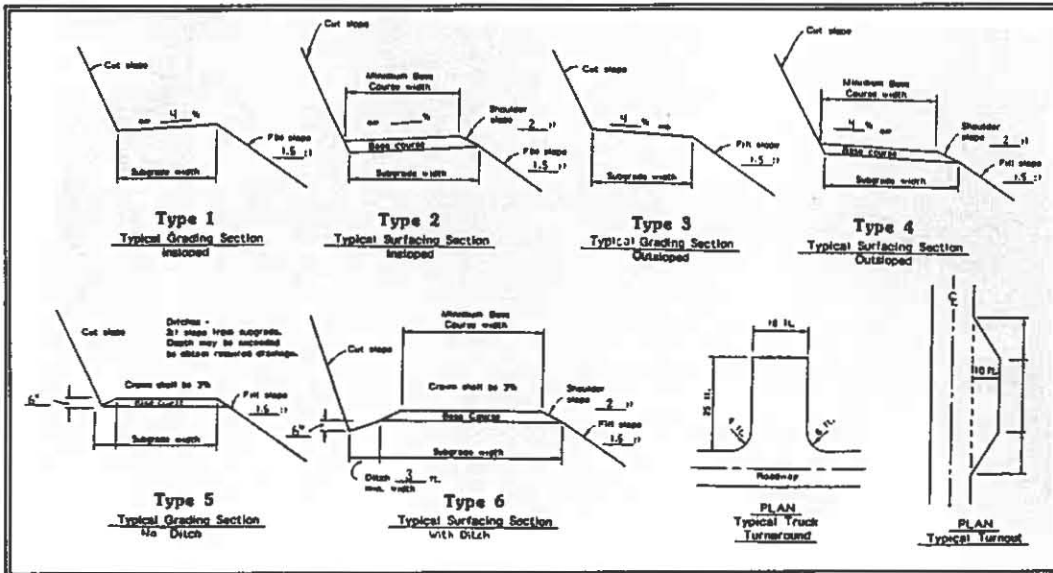 Cut slope
4 %
Fill slope
1.5 :1
Subgrade width
Type 1
Typical Grading Section
Insloped
Cut slope
Minimum Base
Course width
%
Shoulder
slope
2 :1
Base course
Fill slope
1.5 :1
Subgrade width
Type 2
Typical Surfacing Section
Insloped
Cut slope
4 %
Fill slope
1.5 :1
Subgrade width
Type 3
Typical Grading Section
Outsloped
Cut slope
Minimum Base
Course width
4 %
Shoulder
slope
2 :1
Base course
Fill slope
1.5 :1
Subgrade width
Type 4
Typical Surfacing Section
Outsloped
Cut slope
Ditches -
2:1 slope from subgrade.
Depth may be exceeded
to obtain required drainage.
6"
Crown shall be 3%
Base Course
Fill slope
1.5 :1
Subgrade width
Type 5
Typical Grading Section
No Ditch
Cut slope
Minimum Base
Course width
Crown shall be 3%
Base Course
6"
Shoulder
slope
2 :1
Fill slope
1.5 :1
Subgrade width
Ditch 3 ft.
min. width
Type 6
Typical Surfacing Section
With Ditch
25 ft.
Roadway
PLAN
Typical Truck
Turnaround
10 ft.
PLAN
Typical Turnout